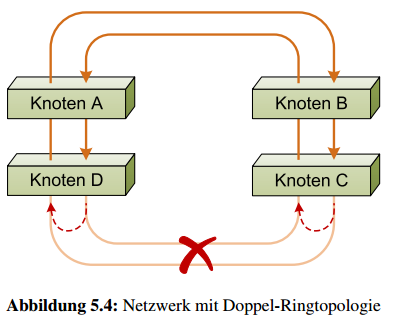 Knoten A
Knoten B
Knoten D
Knoten C
Abbildung 5.4: Netzwerk mit Doppel-Ringtopologie